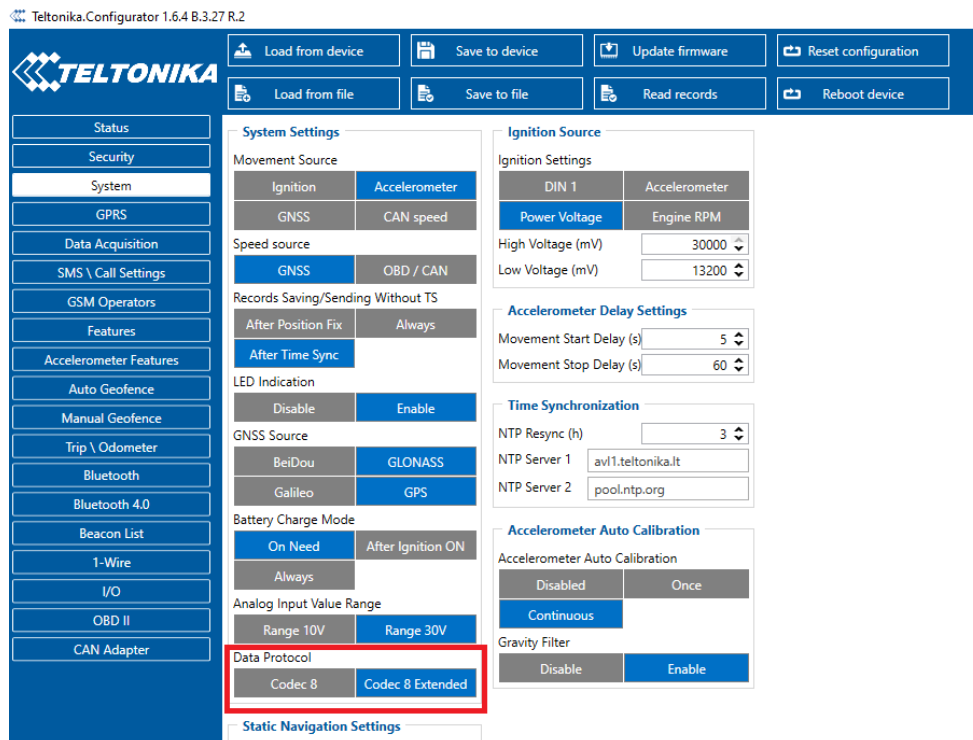 Teltonika.Configurator 1.6.4 B.3.27 R.2
TELTONIKA
Load from device
Save to device
Update firmware
Reset configuration
Load from file
Save to file
Read records
Reboot device
Status
Security
System
GPRS
Data Acquisition
SMS \ Call Settings
GSM Operators
Features
Accelerometer Features
Auto Geofence
Manual Geofence
Trip \ Odometer
Bluetooth
Bluetooth 4.0
Beacon List
1-Wire
I/O
OBD II
CAN Adapter
System Settings
Movement Source
Ignition Accelerometer
GNSS CAN speed
Speed source
GNSS OBD / CAN
Records Saving/Sending Without TS
After Position Fix Always
After Time Sync
LED Indication
Disable Enable
GNSS Source
BeiDou GLONASS
Galileo GPS
Battery Charge Mode
On Need After Ignition ON
Always
Analog Input Value Range
Range 10V Range 30V
Data Protocol
Codec 8 Codec 8 Extended
Static Navigation Settings
Ignition Source
Ignition Settings
DIN 1 Accelerometer
Power Voltage Engine RPM
High Voltage (mV) 30000
Low Voltage (mV) 13200
Accelerometer Delay Settings
Movement Start Delay (s) 5
Movement Stop Delay (s) 60
Time Synchronization
NTP Resync (h) 3
NTP Server 1 avl1.teltonika.lt
NTP Server 2 pool.ntp.org
Accelerometer Auto Calibration
Accelerometer Auto Calibration
Disabled Once
Continuous
Gravity Filter
Disable Enable